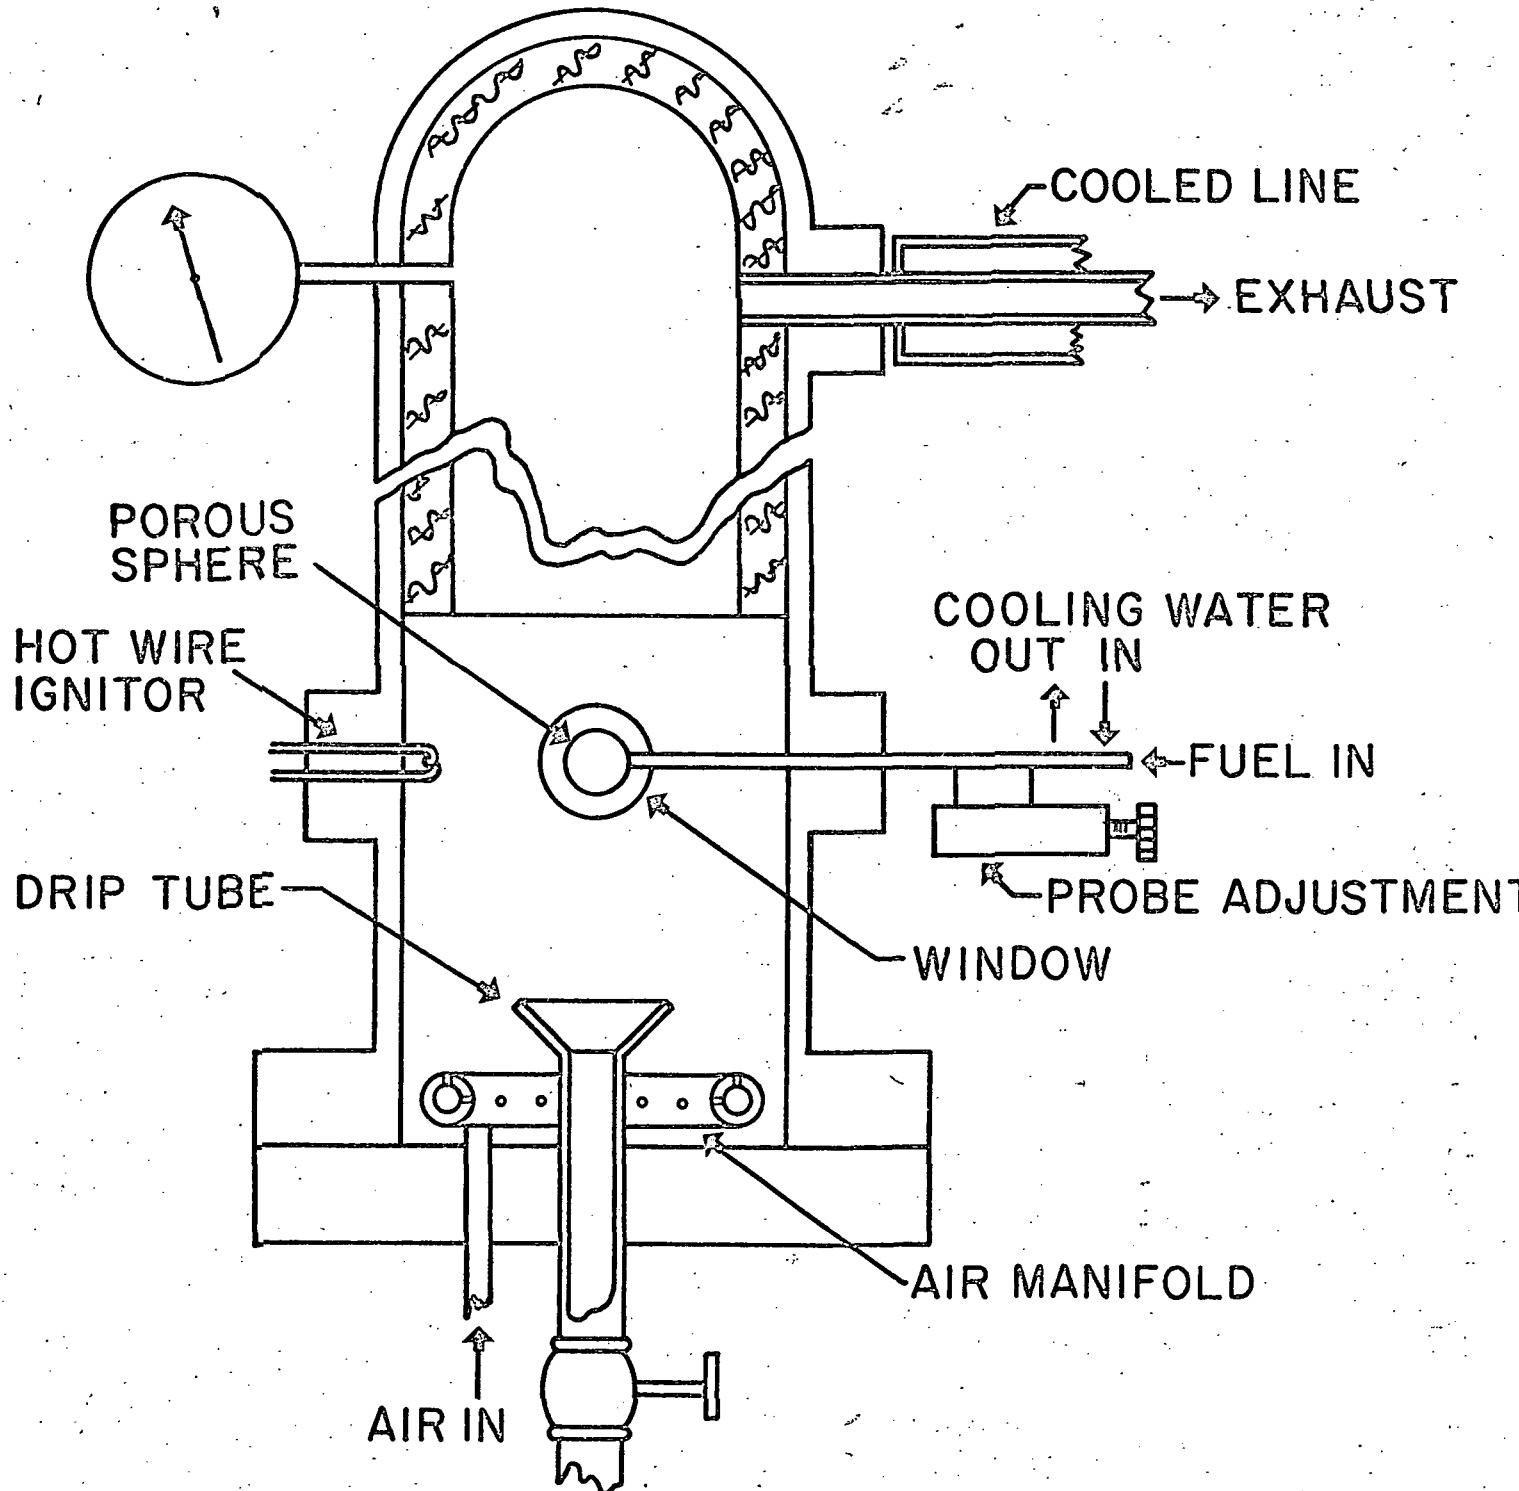 COOLED LINE
EXHAUST
POROUS
SPHERE
HOT WIRE
IGNITOR
COOLING WATER
OUT IN
FUEL IN
DRIP TUBE
PROBE ADJUSTMENT
WINDOW
AIR MANIFOLD
AIR IN